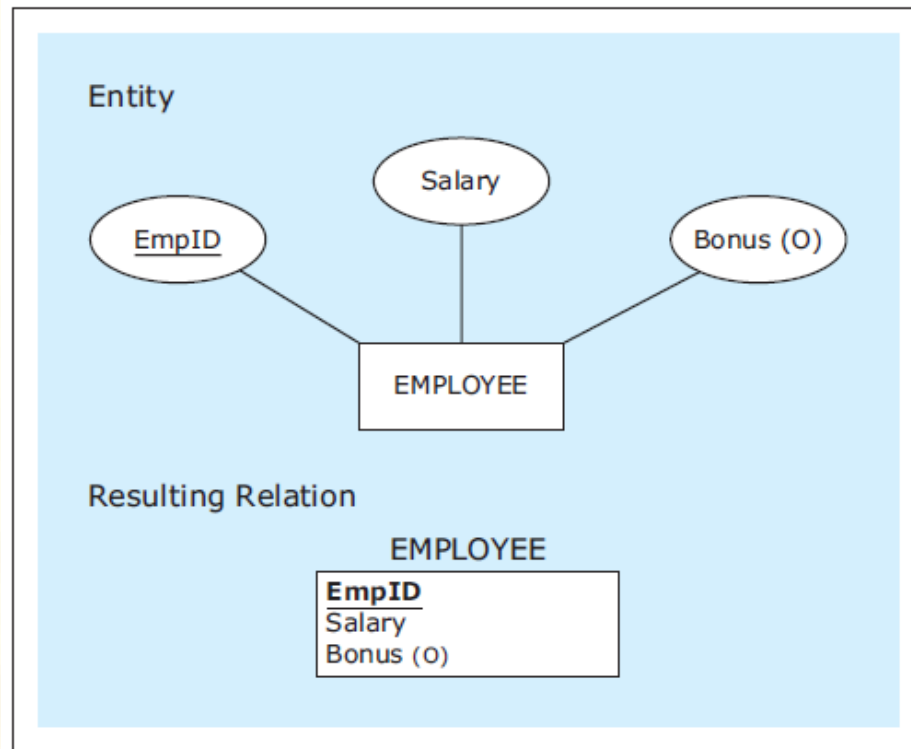 Entity
Salary
EmpID
Bonus (O)
EMPLOYEE
Resulting Relation
EMPLOYEE
EmpID
Salary
Bonus (O)